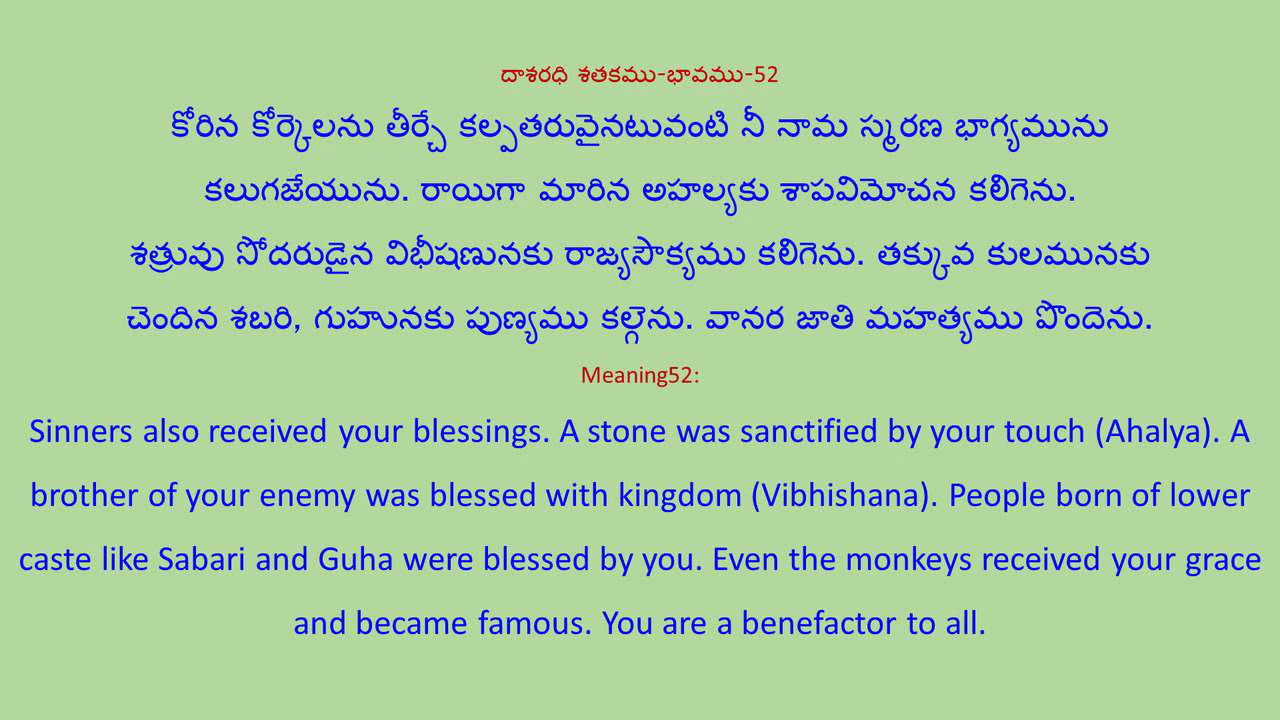 దాశరధి శతకము-భావము-52
కోరిన కోర్కెలను తీర్చే కల్పతరువైనటువంటి నీ నామ స్మరణ భాగ్యమును
కలుగజేయును. రాయిగా మారిన అహల్యకు శాపవిమోచన కలిగెను.
శత్రువు సోదరుడైన విభీషణునకు రాజ్యసౌక్యము కలిగెను. తక్కువ కులమునకు
చెందిన శబరి, గుహునకు పుణ్యము కల్గెను. వానర జాతి మహత్యము పొందెను.
Meaning52:
Sinners also received your blessings. A stone was sanctified by your touch (Ahalya). A
brother of your enemy was blessed with kingdom (Vibhishana). People born of lower
caste like Sabari and Guha were blessed by you. Even the monkeys received your grace
and became famous. You are a benefactor to all.